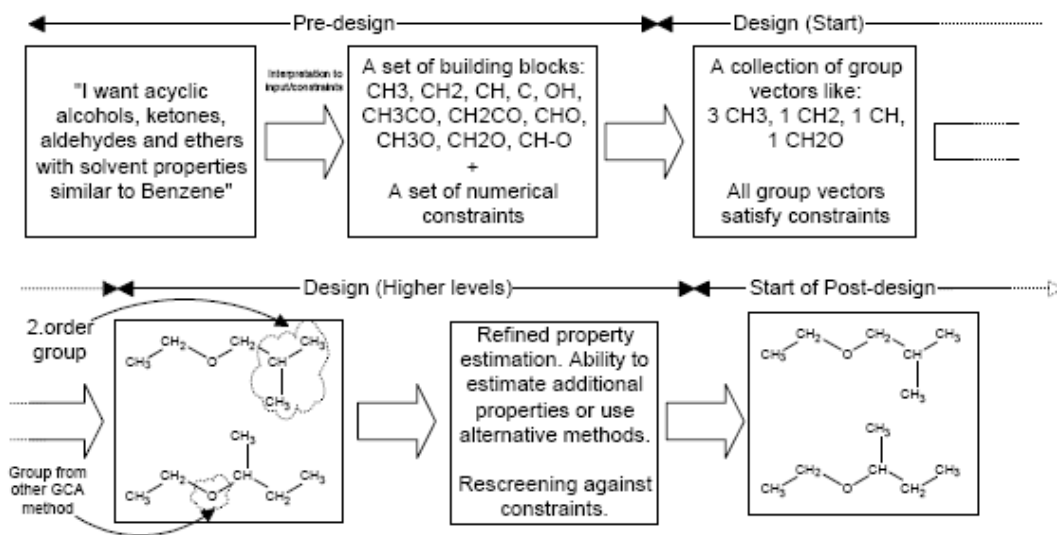 Pre-design
Design (Start)
"I want acyclic
alcohols, ketones,
aldehydes and ethers
with solvent properties
similar to Benzene"
Interpretation to
input/constraints
A set of building blocks:
CH3, CH2, CH, C, OH,
CH3CO, CH2CO, CHO,
CH3O, CH2O, CH-O
+
A set of numerical
constraints
A collection of group
vectors like:
3 CH3, 1 CH2, 1 CH,
1 CH2O
All group vectors
satisfy constraints
Design (Higher levels)
Start of Post-design
2.order
group
Group from
other GCA
method
CH₃
CH₂
O
CH₂
CH
CH₃
CH₃
CH₃
CH₃
CH₂
O
CH
CH₂
CH₃
Refined property
estimation. Ability to
estimate additional
properties or use
alternative methods.
Rescreening against
constraints.
CH₃
CH₂
O
CH₂
CH
CH₃
CH₃
CH₃
CH₃
CH₂
O
CH
CH₂
CH₃